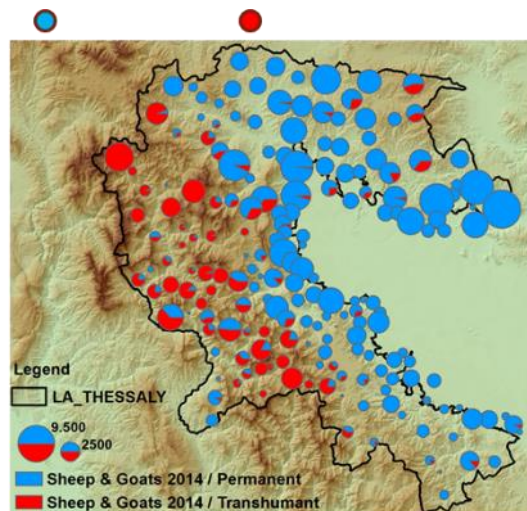 Legend
LA_THESSALY
9.500
2500
Sheep & Goats 2014 / Permanent
Sheep & Goats 2014 / Transhumant